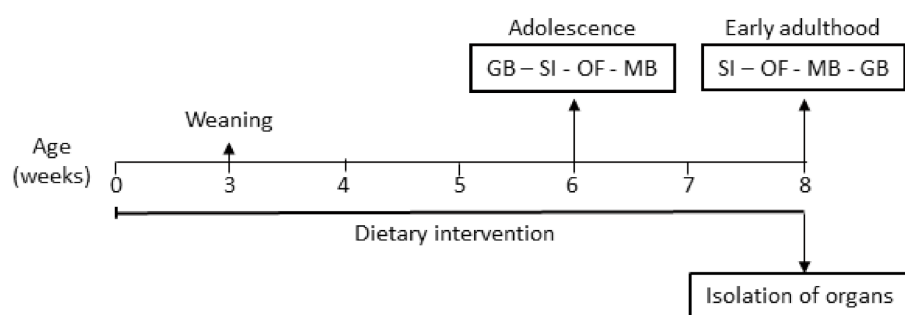 Adolescence
Early adulthood
GB – SI - OF - MB
SI – OF - MB - GB
Weaning
Age
(weeks)
0 3 4 5 6 7 8
Dietary intervention
Isolation of organs